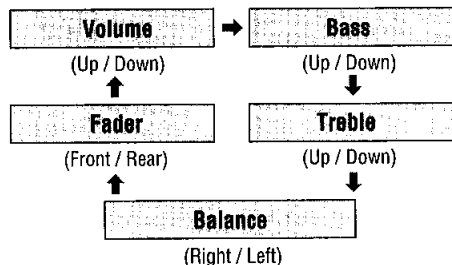 Volume
(Up / Down)
Bass
(Up / Down)
Fader
(Front / Rear)
Treble
(Up / Down)
Balance
(Right / Left)